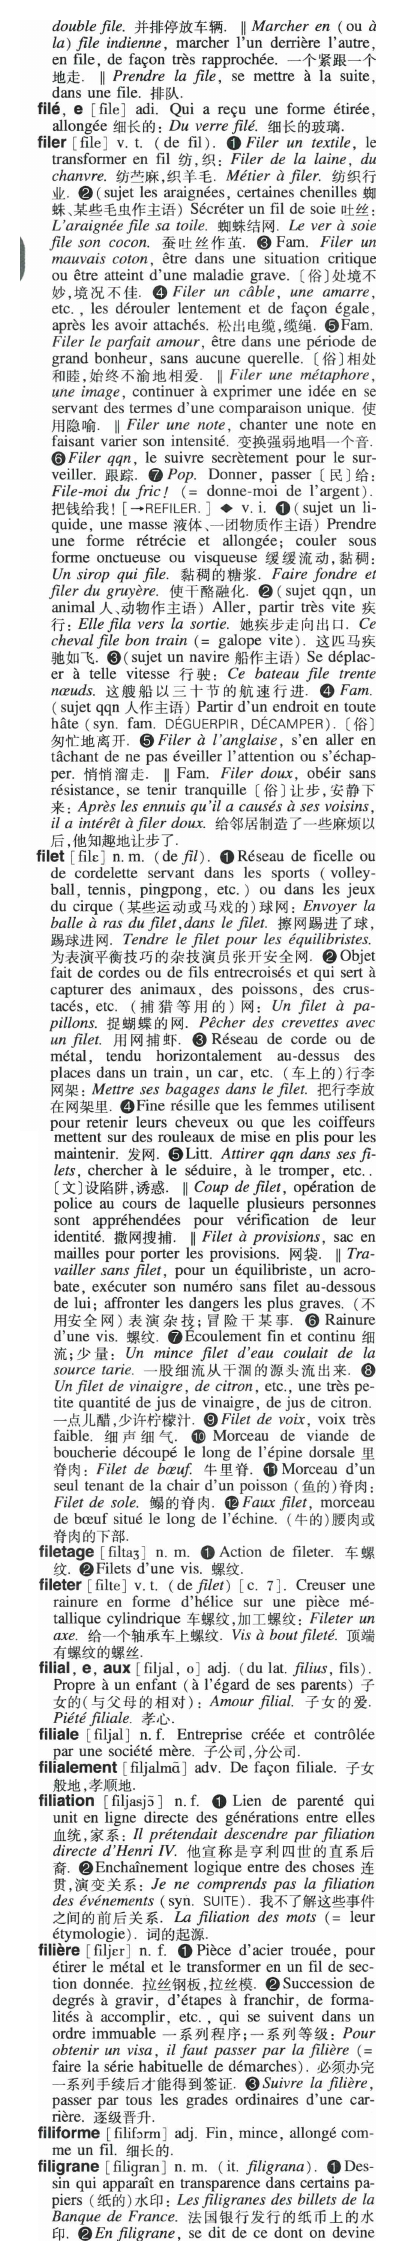 double file. 并排停放车辆. ‖ Marcher en (ou à
la) file indienne, marcher l'un derrière l'autre,
en file, de façon très rapprochée. 一个紧跟一个
地走. ‖ Prendre la file, se mettre à la suite,
dans une file. 排队.
filé, e [file] adi. Qui a reçu une forme étirée,
allongée 细长的: Du verre filé. 细长的玻璃.
filer [file] v. t. (de fil). ❶ Filer un textile, le
transformer en fil 纺,织: Filer de la laine, du
chanvre. 纺苎麻,织羊毛. Métier à filer. 纺织行
业. ❷(sujet les araignées, certaines chenilles 蜘
蛛、某些毛虫作主语) Sécréter un fil de soie 吐丝:
L'araignée file sa toile. 蜘蛛结网. Le ver à soie
file son cocon. 蚕吐丝作茧. ❸ Fam. Filer un
mauvais coton, être dans une situation critique
ou être atteint d'une maladie grave. 〔俗〕处境不
妙,境况不佳. ❹ Filer un câble, une amarre,
etc., les dérouler lentement et de façon égale,
après les avoir attachés. 松出电缆,缆绳. ❺Fam.
Filer le parfait amour, être dans une période de
grand bonheur, sans aucune querelle. 〔俗〕相处
和睦,始终不渝地相爱. ‖ Filer une métaphore,
une image, continuer à exprimer une idée en se
servant des termes d'une comparaison unique. 使
用隐喻. ‖ Filer une note, chanter une note en
faisant varier son intensité. 变换强弱地唱一个音.
❻ Filer qqn, le suivre secrètement pour le sur-
veiller. 跟踪. ❼ Pop. Donner, passer [民]给:
File-moi du fric! (= donne-moi de l'argent).
把钱给我! [→REFILER.] ◆ v. i. ❶(sujet un li-
quide, une masse 液体、一团物质作主语) Prendre
une forme rétrécie et allongée; couler sous
forme onctueuse ou visqueuse 缓缓流动,黏稠:
Un sirop qui file. 黏稠的糖浆. Faire fondre et
filer du gruyère. 使干酪融化. ❷(sujet qqn, un
animal 人、动物作主语) Aller, partir très vite 疾
行: Elle fila vers la sortie. 她疾步走向出口. Ce
cheval file bon train (= galope vite). 这匹马疾
驰如飞. ❸(sujet un navire 船作主语) Se déplac-
er à telle vitesse 行驶: Ce bateau file trente
nœuds. 这艘船以三十节的航速行进. ❹ Fam.
(sujet qqn 人作主语) Partir d'un endroit en toute
hâte (syn. fam. DÉGUERPIR, DÉCAMPER). 〔俗〕
匆忙地离开. ❺Filer à l'anglaise, s'en aller en
tâchant de ne pas éveiller l'attention ou s'échap-
per. 悄悄溜走. ‖ Fam. Filer doux, obéir sans
résistance, se tenir tranquille〔俗〕让步,安静下
来: Après les ennuis qu'il a causés à ses voisins,
il a intérêt à filer doux. 给邻居制造了一些麻烦以
后,他知趣地让步了.
filet [filɛ] n. m. (de fil). ❶Réseau de ficelle ou
de cordelette servant dans les sports (volley-
ball, tennis, pingpong, etc.) ou dans les jeux
du cirque (某些运动或马戏的)球网: Envoyer la
balle à ras du filet,dans le filet. 擦网踢进了球,
踢球进网. Tendre le filet pour les équilibristes.
为表演平衡技巧的杂技演员张开安全网. ❷Objet
fait de cordes ou de fils entrecroisés et qui sert à
capturer des animaux, des poissons, des crus-
tacés, etc. (捕猎等用的)网: Un filet à pa-
pillons. 捉蝴蝶的网. Pêcher des crevettes avec
un filet. 用网捕虾. ❸ Réseau de corde ou de
métal, tendu horizontalement au-dessus des
places dans un train, un car, etc. (车上的)行李
网架: Mettre ses bagages dans le filet. 把行李放
在网架里. ❹Fine résille que les femmes utilisent
pour retenir leurs cheveux ou que les coiffeurs
mettent sur des rouleaux de mise en plis pour les
maintenir. 发网. ❺Litt. Attirer qqn dans ses fi-
lets, chercher à le séduire, à le tromper, etc..
〔文〕设陷阱,诱惑. ‖ Coup de filet, opération de
police au cours de laquelle plusieurs personnes
sont appréhendées pour vérification de leur
identité. 撒网搜捕. ‖ Filet à provisions, sac en
mailles pour porter les provisions. 网袋. ‖ Tra-
vailler sans filet, pour un équilibriste, un acro-
bate, exécuter son numéro sans filet au-dessous
de lui; affronter les dangers les plus graves. (不
用安全网)表演杂技;冒险干某事. ❻ Rainure
d'une vis. 螺纹. ❼Écoulement fin et continu 细
流;少量: Un mince filet d'eau coulait de la
source tarie. 一股细流从干涸的源头流出来. ❽
Un filet de vinaigre, de citron, etc., une très pe-
tite quantité de jus de vinaigre, de jus de citron.
一点儿醋,少许柠檬汁. ❾Filet de voix, voix très
faible. 细声细气. ❿ Morceau de viande de
boucherie découpé le long de l'épine dorsale 里
脊肉: Filet de bœuf. 牛里脊. ⓫Morceau d'un
seul tenant de la chair d'un poisson (鱼的)脊肉:
Filet de sole. 鳎的脊肉. ⓬Faux filet, morceau
de bœuf situé le long de l'échine. (牛的)腰肉或
脊肉的下部.
filetage [filtaʒ] n. m. ❶ Action de fileter. 车螺
纹. ❷Filets d'une vis. 螺纹.
fileter [filte] v. t. (de filet) [c. 7]. Creuser une
rainure en forme d'hélice sur une pièce mé-
tallique cylindrique 车螺纹,加工螺纹: Fileter un
axe. 给一个轴承车上螺纹. Vis à bout fileté. 顶端
有螺纹的螺丝.
filial, e, aux [filjal, o] adj. (du lat. filius, fils).
Propre à un enfant (à l'égard de ses parents) 子
女的(与父母的相对): Amour filial. 子女的爱.
Piété filiale. 孝心.
filiale [filjal] n. f. Entreprise créée et contrôlée
par une société mère. 子公司,分公司.
filialement [filjalmɑ̃] adv. De façon filiale. 子女
般地,孝顺地.
filiation [filjasjɔ̃] n. f. ❶ Lien de parenté qui
unit en ligne directe des générations entre elles
血统,家系: Il prétendait descendre par filiation
directe d'Henri IV. 他宣称是亨利四世的直系后
裔. ❷Enchaînement logique entre des choses 连
贯,演变关系: Je ne comprends pas la filiation
des événements (syn. SUITE). 我不了解这些事件
之间的前后关系. La filiation des mots (= leur
étymologie). 词的起源.
filière [filjɛr] n. f. ❶ Pièce d'acier trouée, pour
étirer le métal et le transformer en un fil de sec-
tion donnée. 拉丝钢板,拉丝模. ❷Succession de
degrés à gravir, d'étapes à franchir, de forma-
lités à accomplir, etc., qui se suivent dans un
ordre immuable 一系列程序;一系列等级: Pour
obtenir un visa, il faut passer par la filière (=
faire la série habituelle de démarches). 必须办完
一系列手续后才能得到签证. ❸Suivre la filière,
passer par tous les grades ordinaires d'une car-
rière. 逐级晋升.
filiforme [filifɔrm] adj. Fin, mince, allongé com-
me un fil. 细长的.
filigrane [filigran] n. m. (it. filigrana). ❶ Des-
sin qui apparaît en transparence dans certains pa-
piers (纸的)水印: Les filigranes des billets de la
Banque de France. 法国银行发行的纸币上的水
印. ❷En filigrane, se dit de ce dont on devine